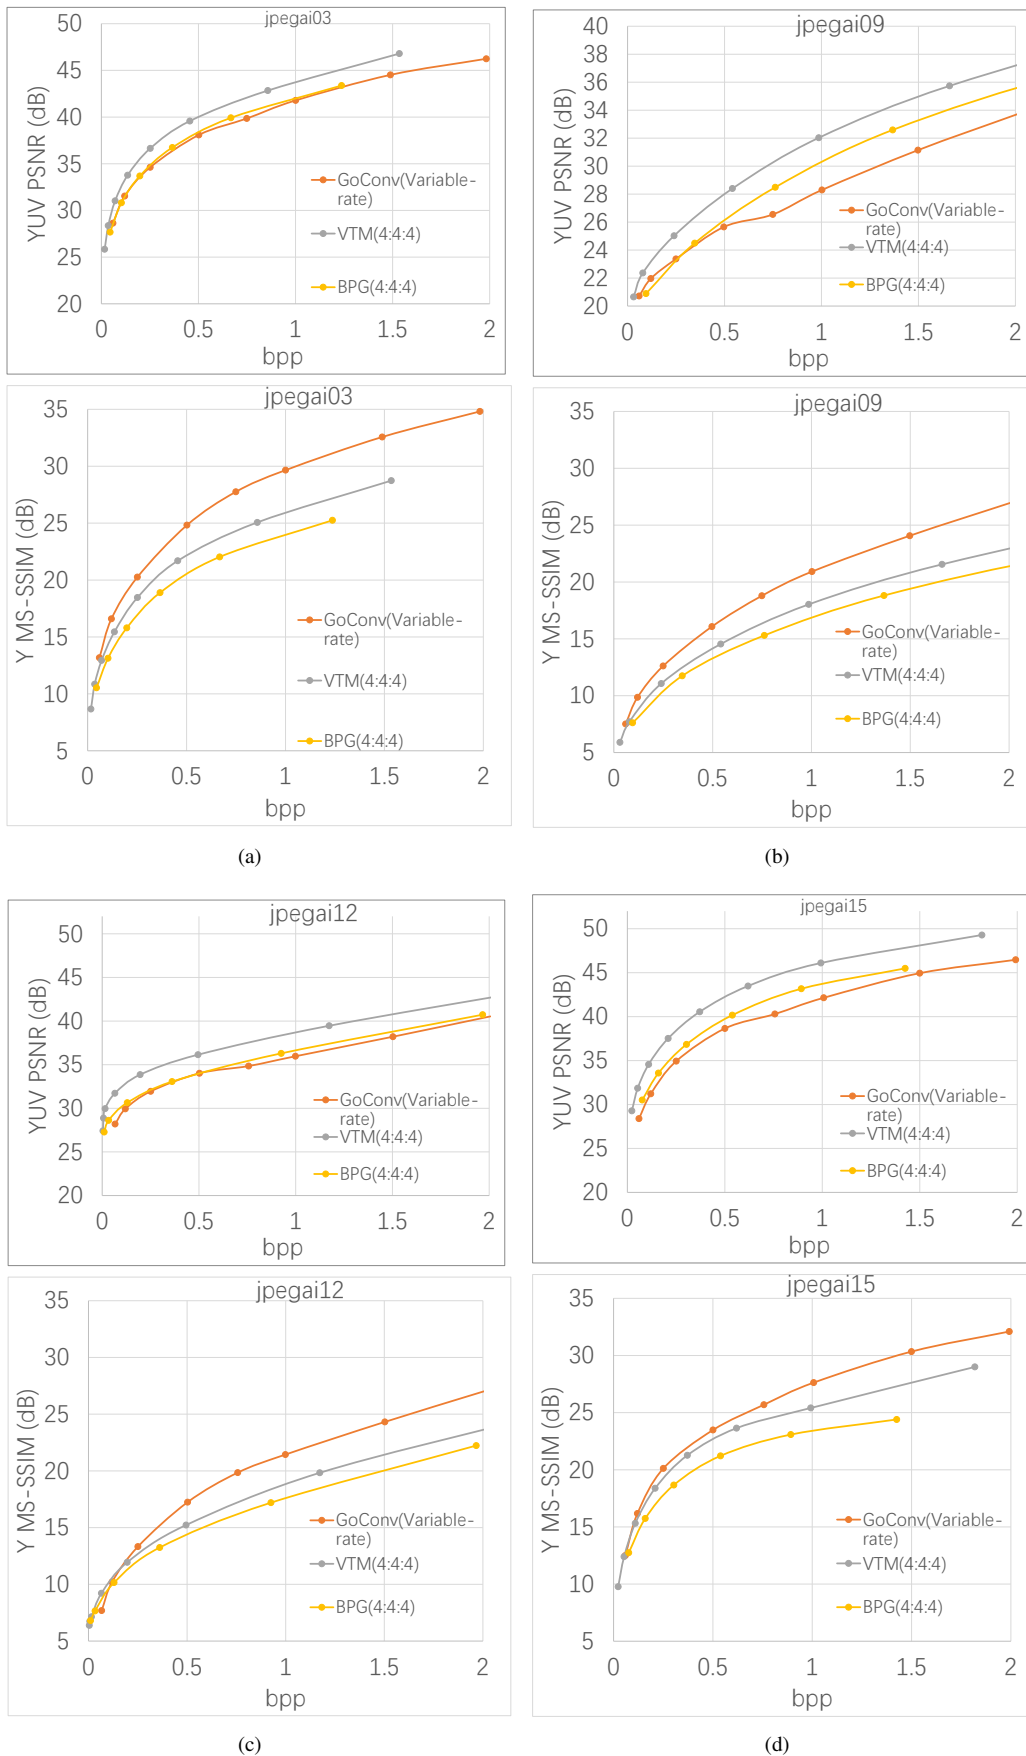 jpegai03
YUV PSNR (dB)
50
45
40
35
30
25
20
GoConv(Variable-
rate)
VTM(4:4:4)
BPG(4:4:4)
0 0.5 1 1.5 2
bpp
jpegai09
YUV PSNR (dB)
40
38
36
34
32
30
28
26
24
22
20
GoConv(Variable-
rate)
VTM(4:4:4)
BPG(4:4:4)
0 0.5 1 1.5 2
bpp
jpegai03
Y MS-SSIM (dB)
35
30
25
20
15
10
5
GoConv(Variable-
rate)
VTM(4:4:4)
BPG(4:4:4)
0 0.5 1 1.5 2
bpp
jpegai09
Y MS-SSIM (dB)
35
30
25
20
15
10
5
GoConv(Variable-
rate)
VTM(4:4:4)
BPG(4:4:4)
0 0.5 1 1.5 2
bpp
(a)
(b)
jpegai12
YUV PSNR (dB)
50
45
40
35
30
25
20
GoConv(Variable-
rate)
VTM(4:4:4)
BPG(4:4:4)
0 0.5 1 1.5 2
bpp
jpegai15
YUV PSNR (dB)
50
45
40
35
30
25
20
GoConv(Variable-
rate)
VTM(4:4:4)
BPG(4:4:4)
0 0.5 1 1.5 2
bpp
jpegai12
Y MS-SSIM (dB)
35
30
25
20
15
10
5
GoConv(Variable-
rate)
VTM(4:4:4)
BPG(4:4:4)
0 0.5 1 1.5 2
bpp
jpegai15
Y MS-SSIM (dB)
35
30
25
20
15
10
5
GoConv(Variable-
rate)
VTM(4:4:4)
BPG(4:4:4)
0 0.5 1 1.5 2
bpp
(c)
(d)